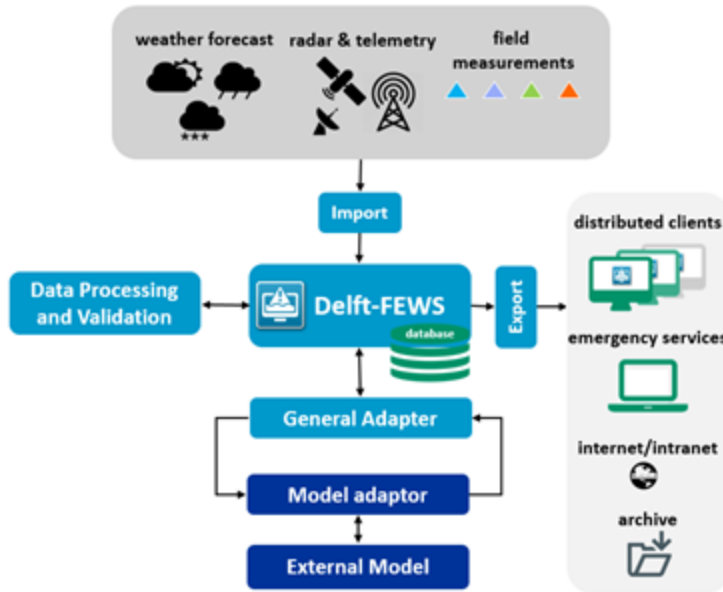 weather forecast
radar & telemetry
field
measurements
Import
distributed clients
Data Processing
and Validation
Delft-FEWS
database
Export
emergency services
General Adapter
internet/intranet
Model adaptor
archive
External Model